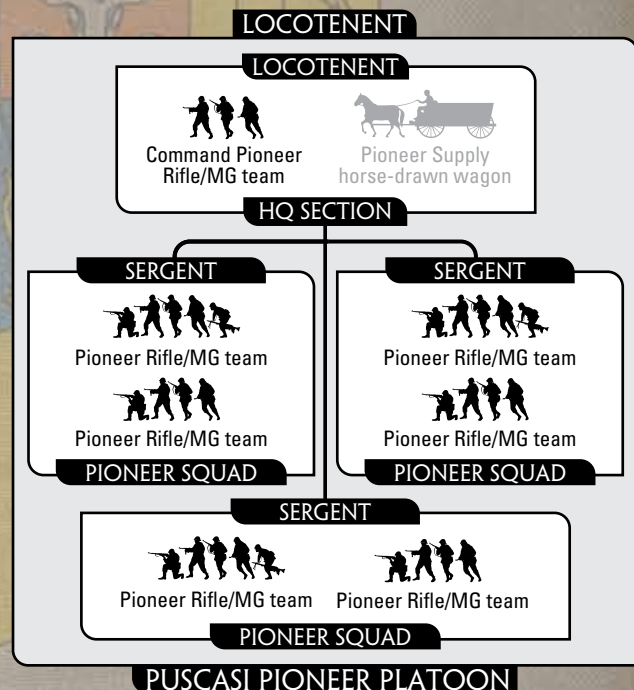 LOCOTENENT
LOCOTENENT
Command Pioneer
Rifle/MG team
Pioneer Supply
horse-drawn wagon
HQ SECTION
SERGENT
Pioneer Rifle/MG team
Pioneer Rifle/MG team
PIONEER SQUAD
SERGENT
Pioneer Rifle/MG team
Pioneer Rifle/MG team
PIONEER SQUAD
SERGENT
Pioneer Rifle/MG team
Pioneer Rifle/MG team
PIONEER SQUAD
PUSCASI PIONEER PLATOON